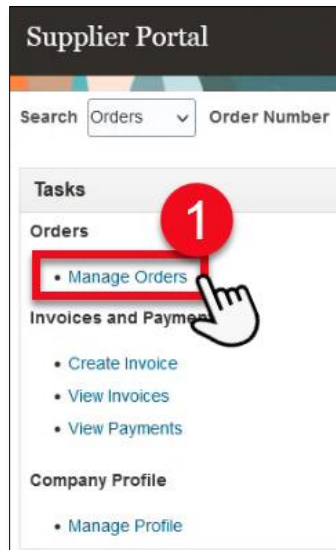 Supplier Portal
Search Orders Order Number
Tasks
1
Orders
• Manage Orders
Invoices and Paymen
• Create Invoice
• View Invoices
• View Payments
Company Profile
• Manage Profile